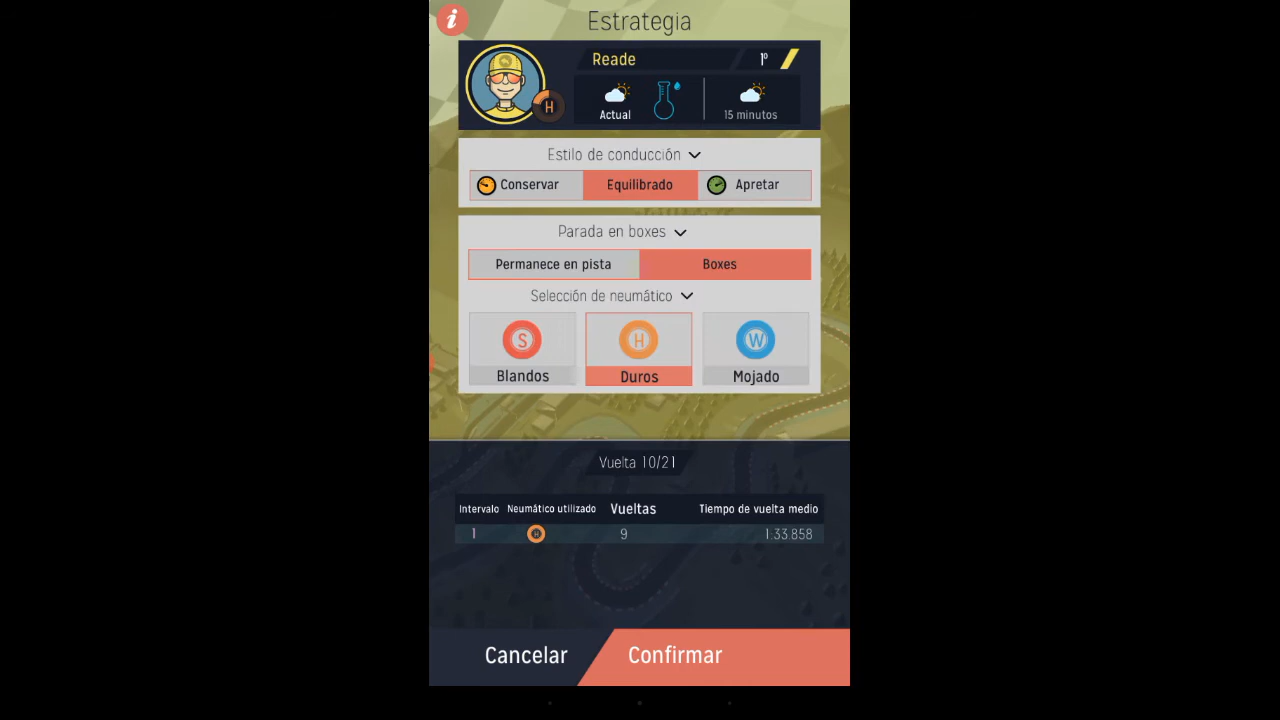 i
Estrategia
Reade 1º
H
Actual 15 minutos
Estilo de conducción
Conservar Equilibrado Apretar
Parada en boxes
Permanece en pista Boxes
Selección de neumático
S H W
Blandos Duros Mojado
Vuelta 10/21
Intervalo Neumático utilizado Vueltas Tiempo de vuelta medio
1 H 9 1:33.858
Cancelar Confirmar